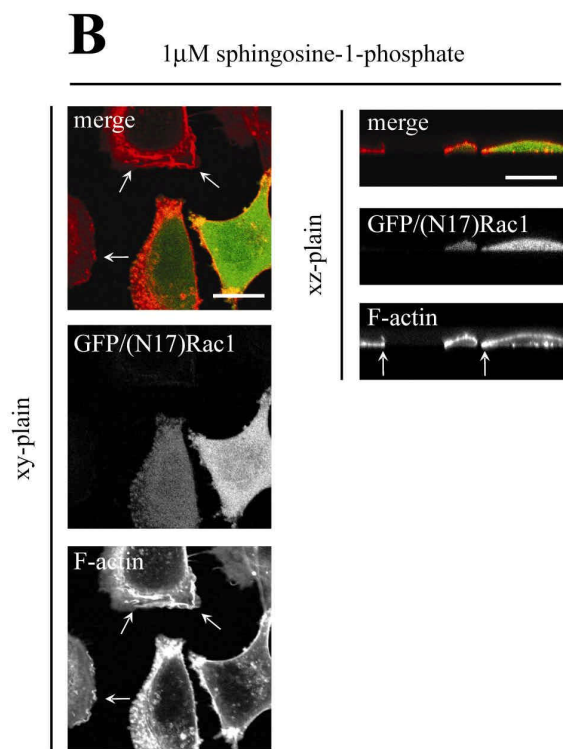 B
1μM sphingosine-1-phosphate
xy-plain
merge
GFP/(N17)Rac1
F-actin
xz-plain
merge
GFP/(N17)Rac1
F-actin